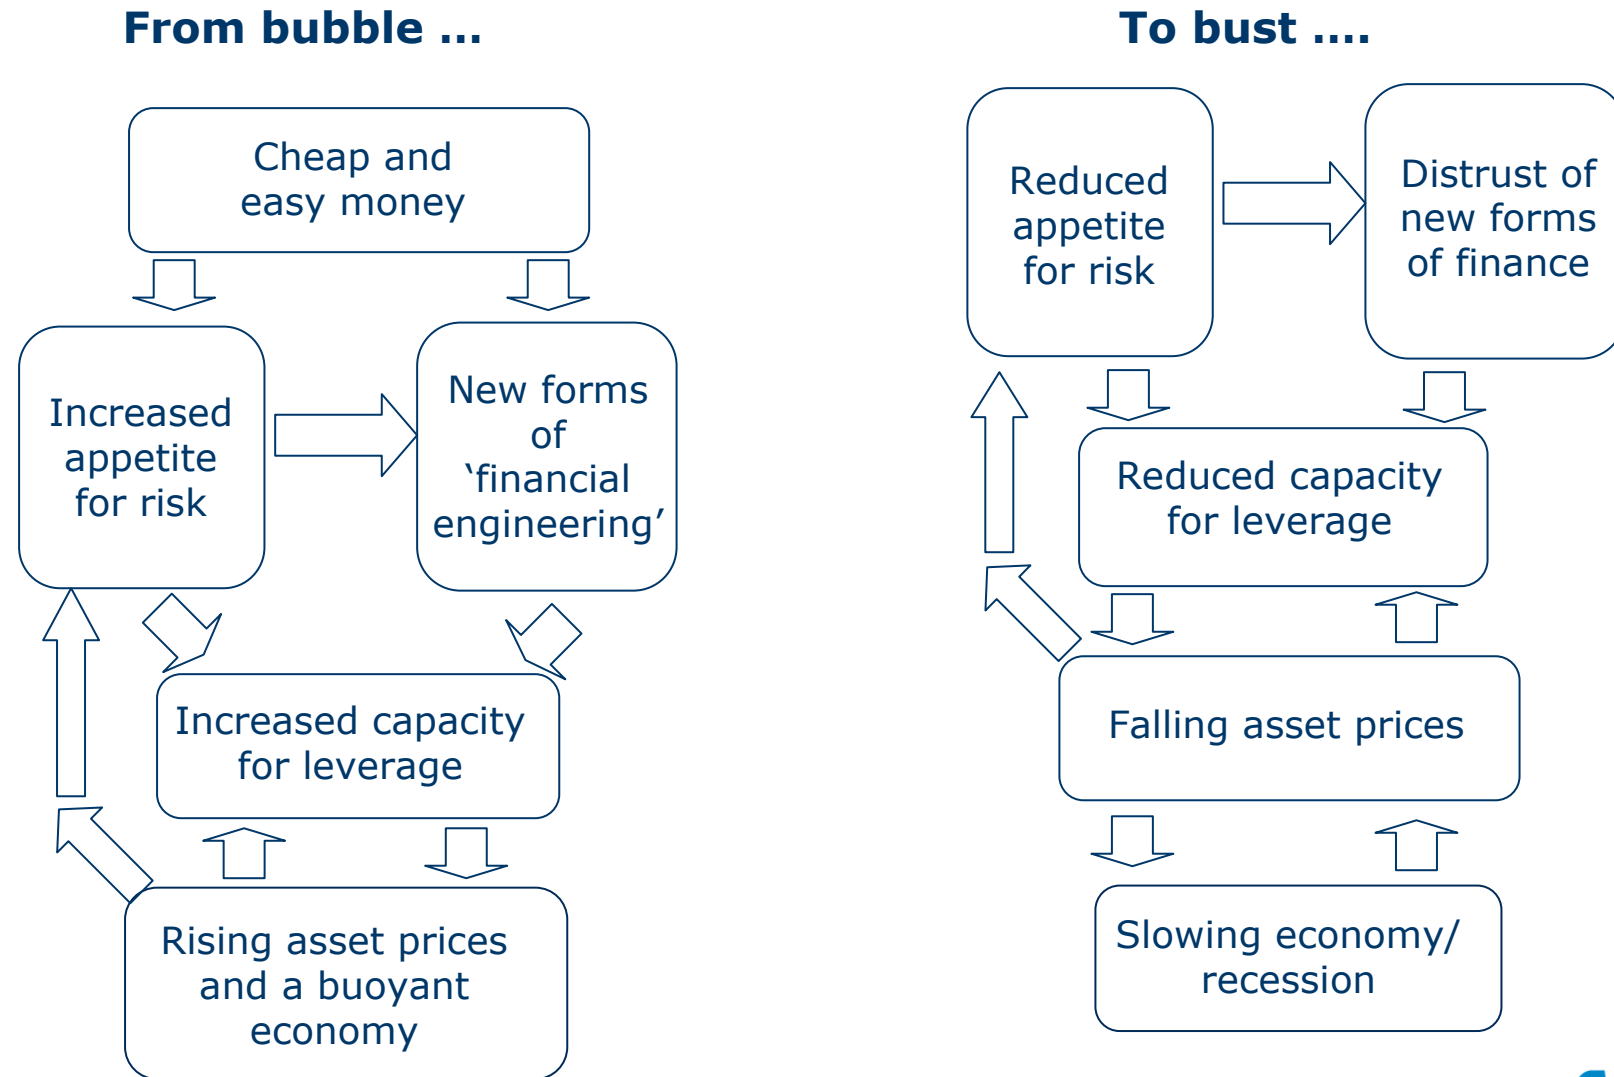 From bubble ...
Cheap and
easy money
Increased
appetite
for risk
New forms
of
‘financial
engineering’
Increased capacity
for leverage
Rising asset prices
and a buoyant
economy
To bust ....
Reduced
appetite
for risk
Distrust of
new forms
of finance
Reduced capacity
for leverage
Falling asset prices
Slowing economy/
recession